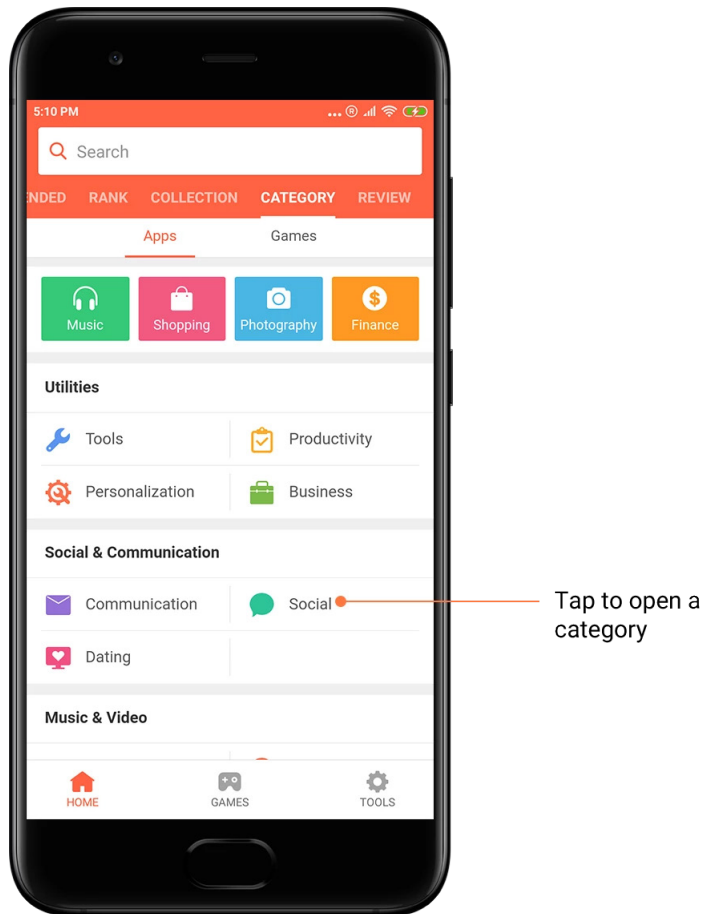 5:10 PM
Search
NDED RANK COLLECTION CATEGORY REVIEW
Apps Games
Music Shopping Photography Finance
Utilities
Tools Productivity
Personalization Business
Social & Communication
Communication Social
Tap to open a
category
Dating
Music & Video
HOME GAMES TOOLS